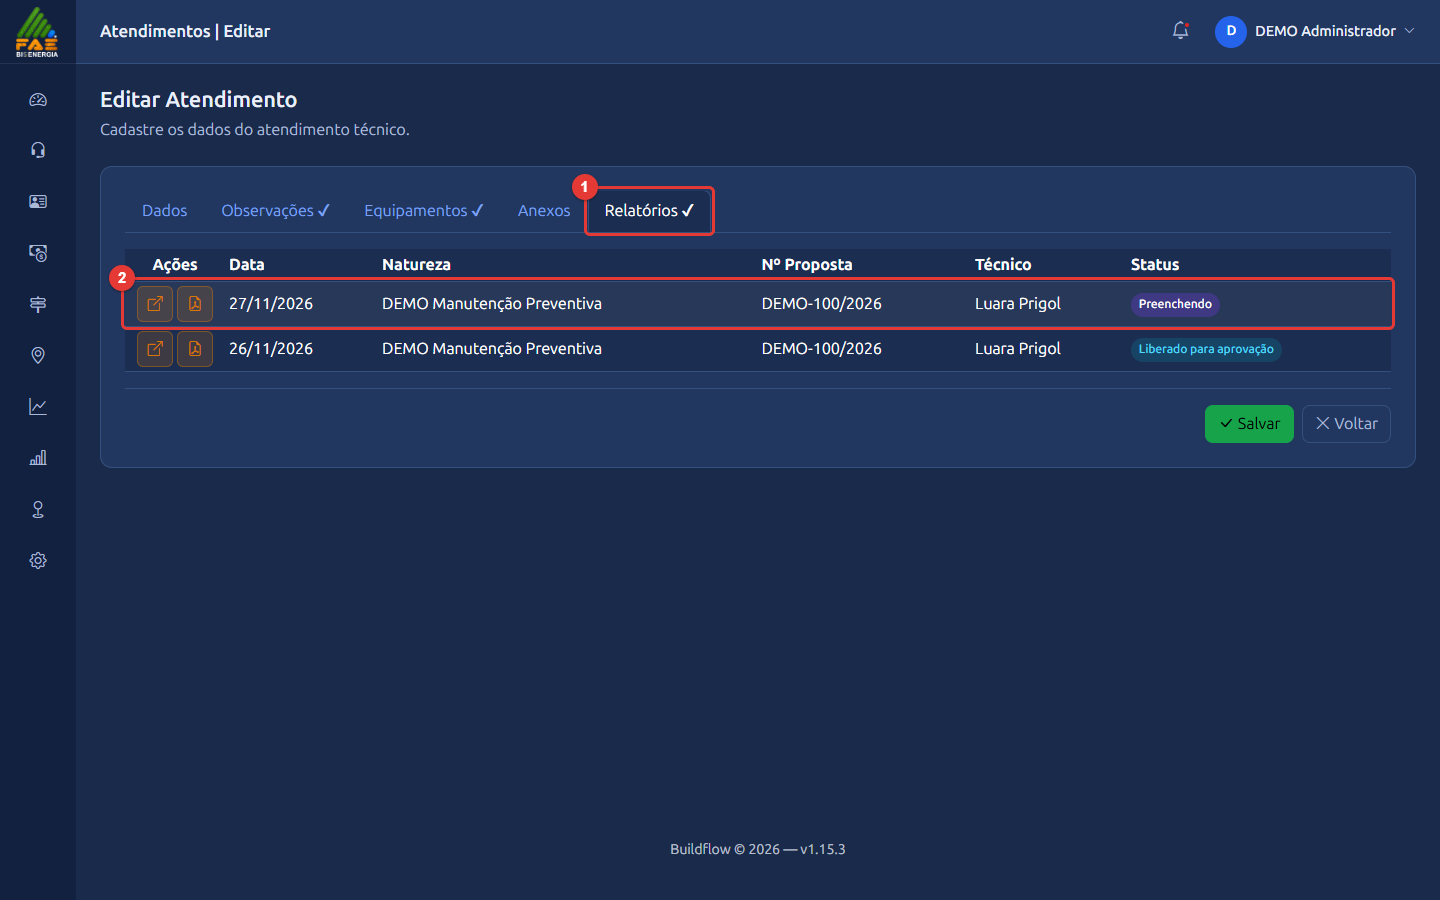 FAE
BIOENERGIA
Atendimentos | Editar
D
DEMO Administrador
Editar Atendimento
Cadastre os dados do atendimento técnico.
1
Dados Observações ✓ Equipamentos ✓ Anexos Relatórios ✓
Ações Data Natureza Nº Proposta Técnico Status
2
27/11/2026 DEMO Manutenção Preventiva DEMO-100/2026 Luara Prigol Preenchendo
26/11/2026 DEMO Manutenção Preventiva DEMO-100/2026 Luara Prigol Liberado para aprovação
Salvar Voltar
Buildflow © 2026 — v1.15.3